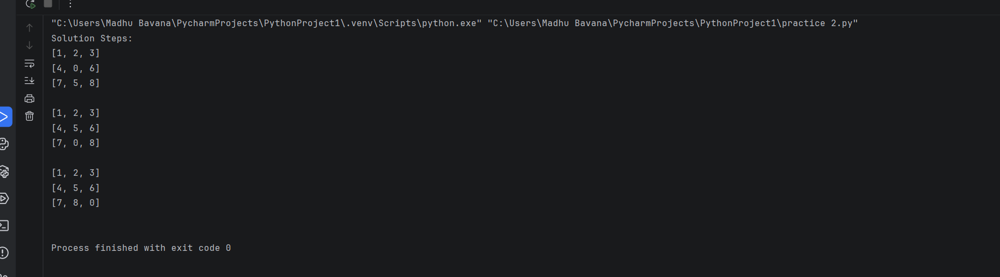 "C:\Users\Madhu Bavana\PycharmProjects\PythonProject1\.venv\Scripts\python.exe" "C:\Users\Madhu Bavana\PycharmProjects\PythonProject1\practice 2.py"
Solution Steps:
[1, 2, 3]
[4, 0, 6]
[7, 5, 8]

[1, 2, 3]
[4, 5, 6]
[7, 0, 8]

[1, 2, 3]
[4, 5, 6]
[7, 8, 0]

Process finished with exit code 0